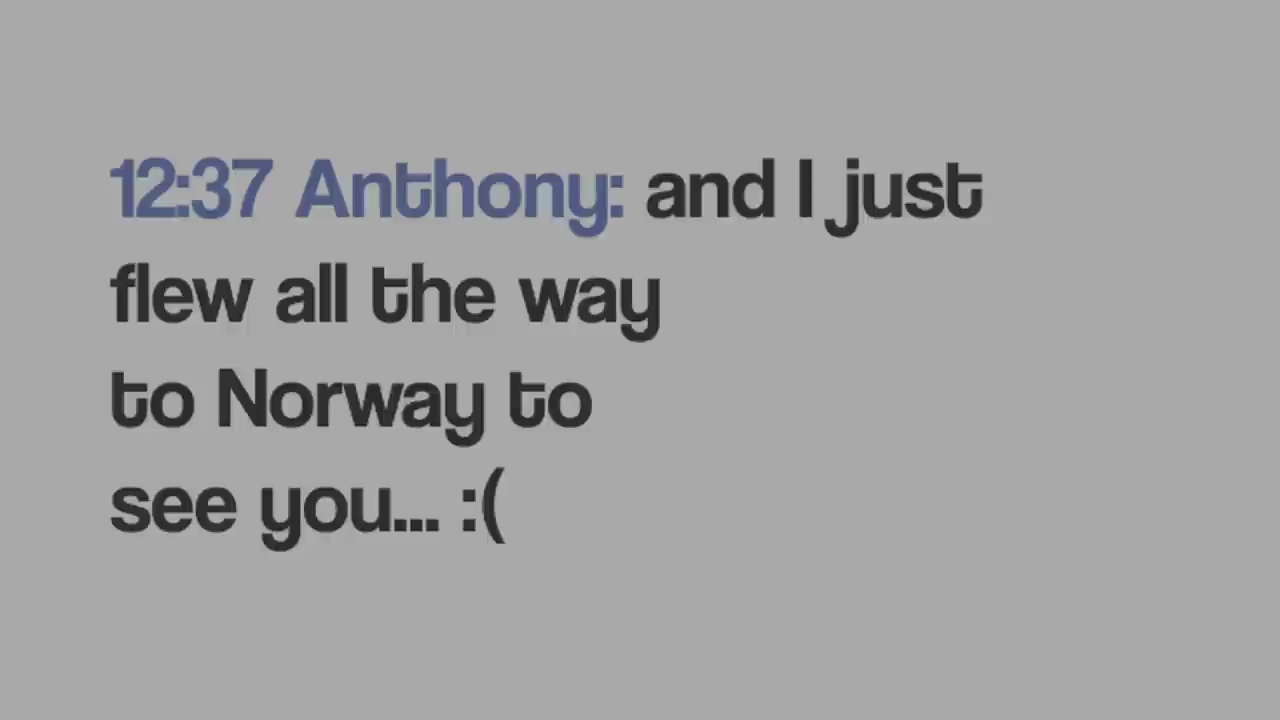 12:37 Anthony: and I just
flew all the way
to Norway to
see you... :(